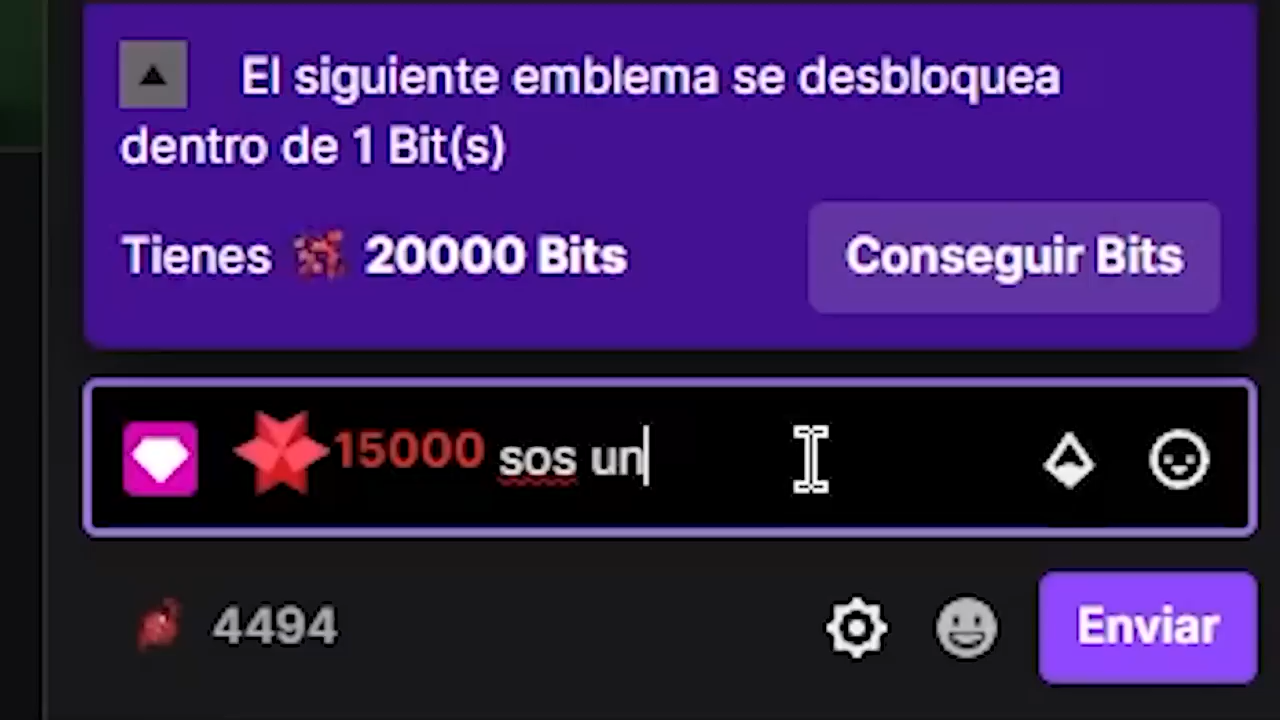 El siguiente emblema se desbloquea
dentro de 1 Bit(s)
Tienes 20000 Bits
Conseguir Bits
15000 sos un
4494
Enviar